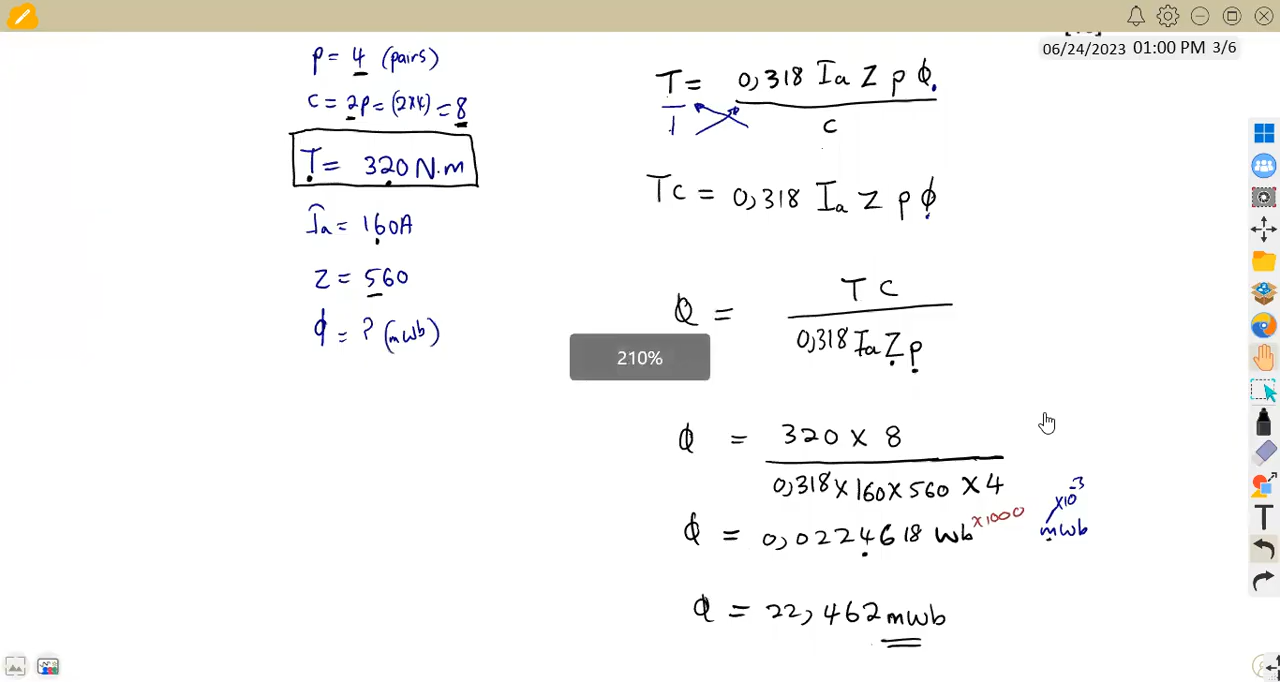 06/24/2023 01:00 PM 3/6
p = 4 (pairs)
c = 2p = (2x4) = 8
T = 320 N.m
Ia = 160A
Z = 560
ϕ = ? (mwb)
T = 0,318 Ia Z p ϕ
1 c
Tc = 0,318 Ia Z p ϕ
ϕ = T C
0,318 Ia Z p
210%
ϕ = 320 x 8
0,318 x 160 x 560 x 4
x10⁻³
ϕ = 0,0224618 wb x1000 mwb
ϕ = 22,462 mwb